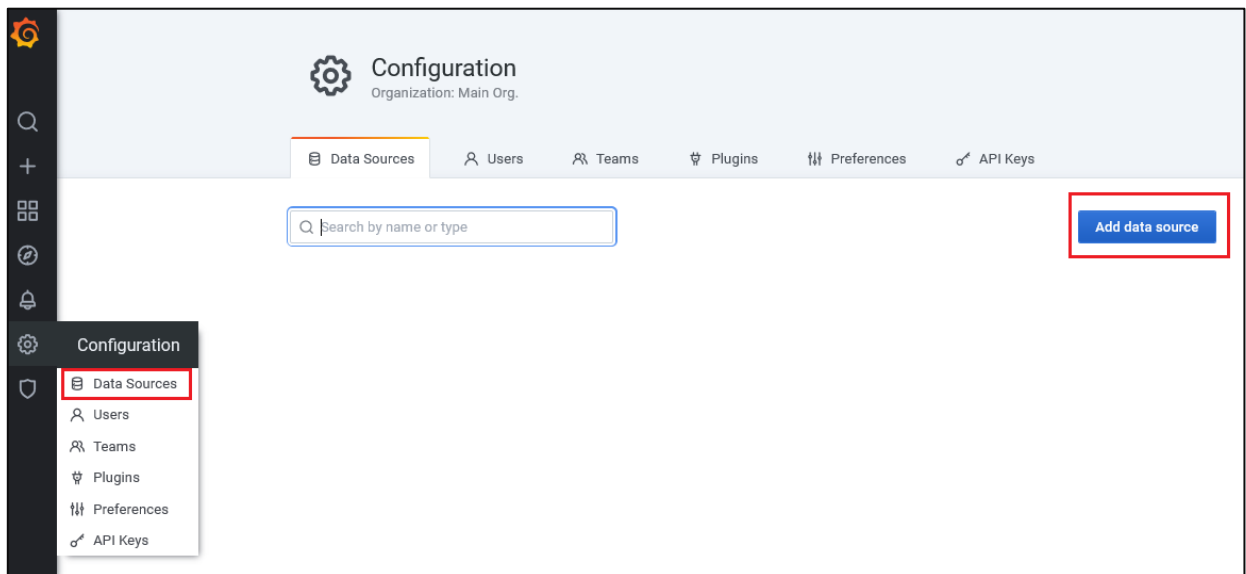 Configuration
Organization: Main Org.
Data Sources Users Teams Plugins Preferences API Keys
Search by name or type
Add data source
Configuration
Data Sources
Users
Teams
Plugins
Preferences
API Keys